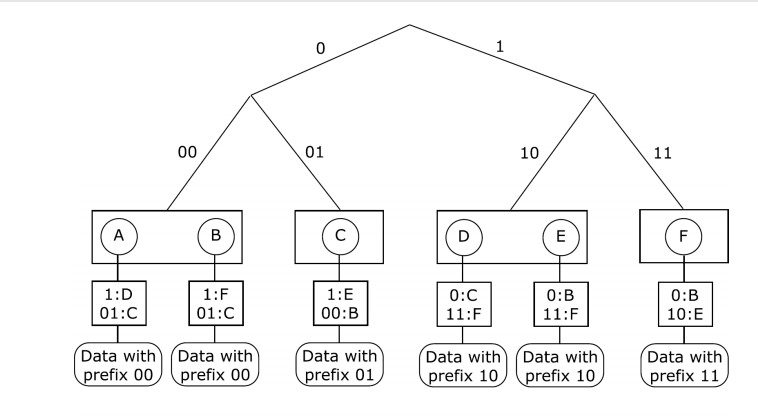 0
1
00
01
10
11
A
B
C
D
E
F
1:D
01:C
1:F
01:C
1:E
00:B
0:C
11:F
0:B
11:F
0:B
10:E
Data with
prefix 00
Data with
prefix 00
Data with
prefix 01
Data with
prefix 10
Data with
prefix 10
Data with
prefix 11